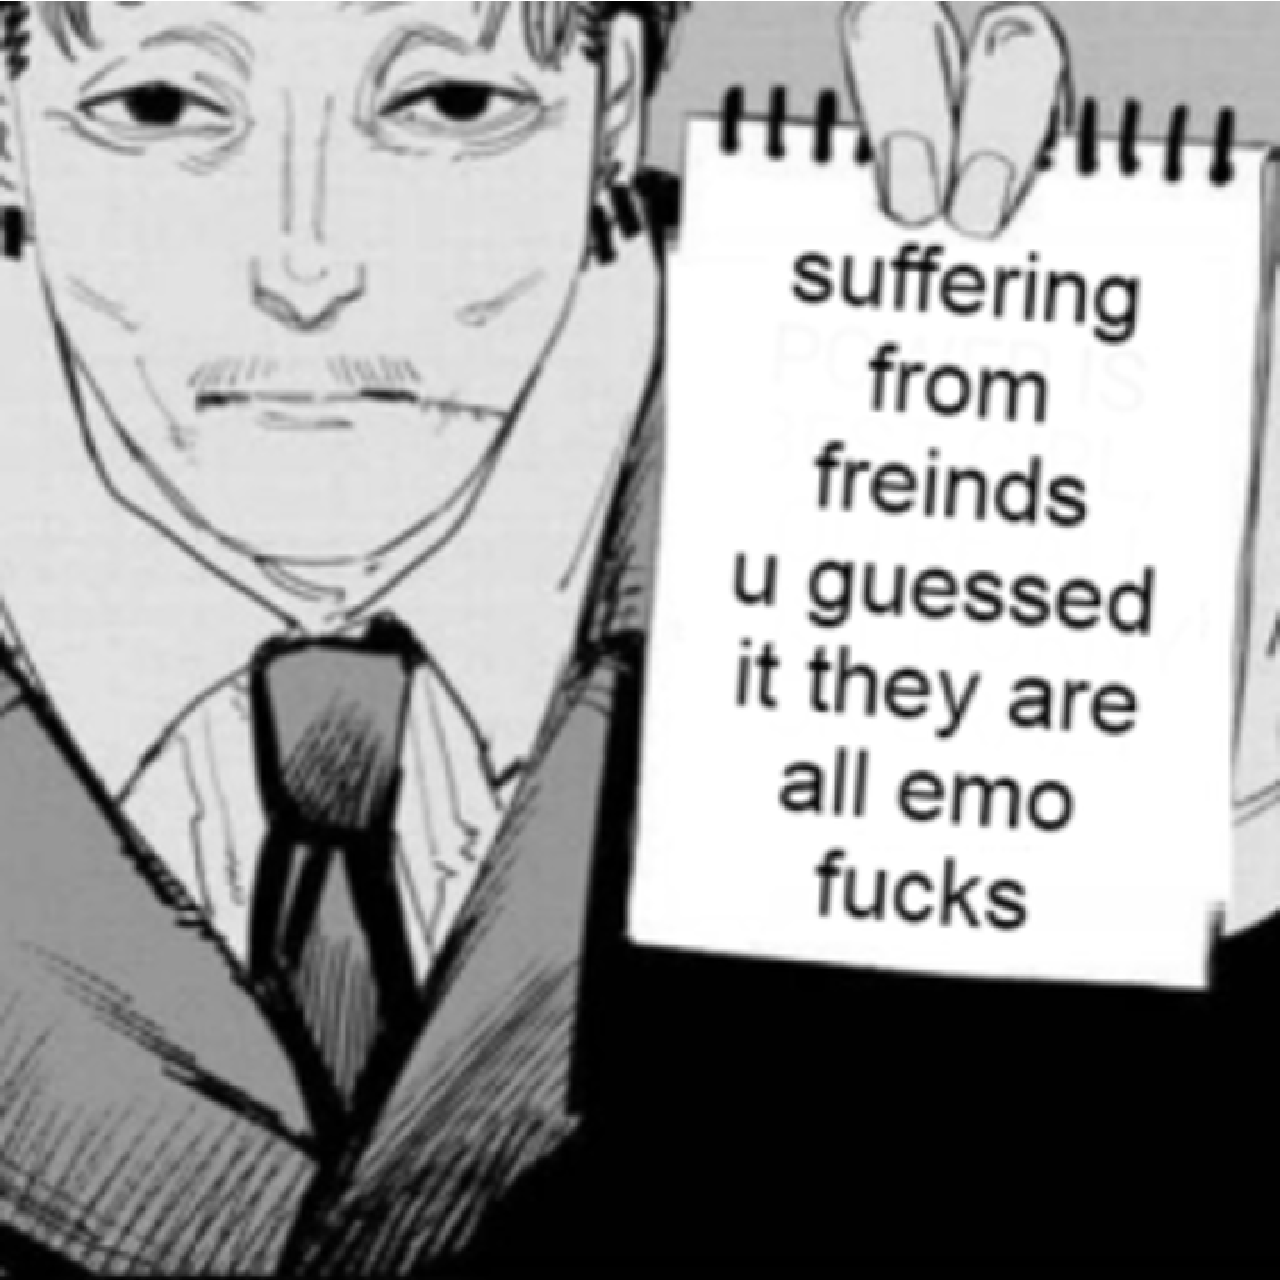 suffering
from
freinds
u guessed
it they are
all emo
fucks